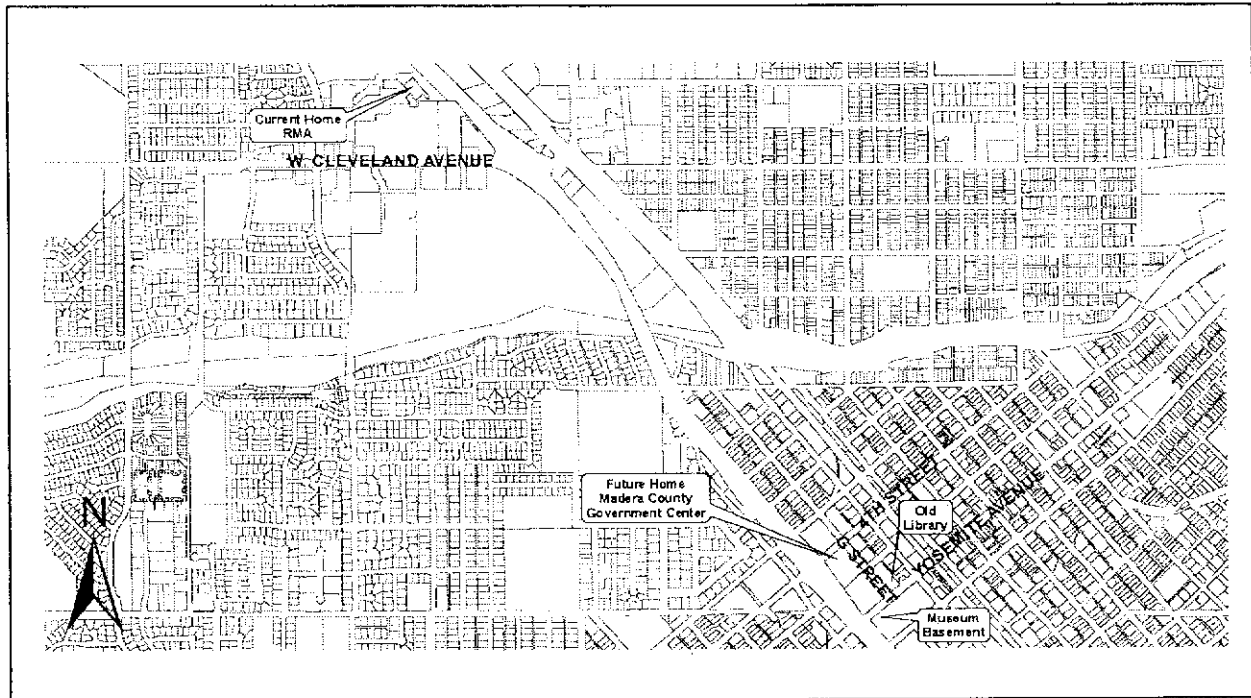 Current Home
RMA
W. CLEVELAND AVENUE
Future Home
Madera County
Government Center
4TH STREET
Old
Library
G STREET
YOSEMITE AVENUE
N
Museum
Basement